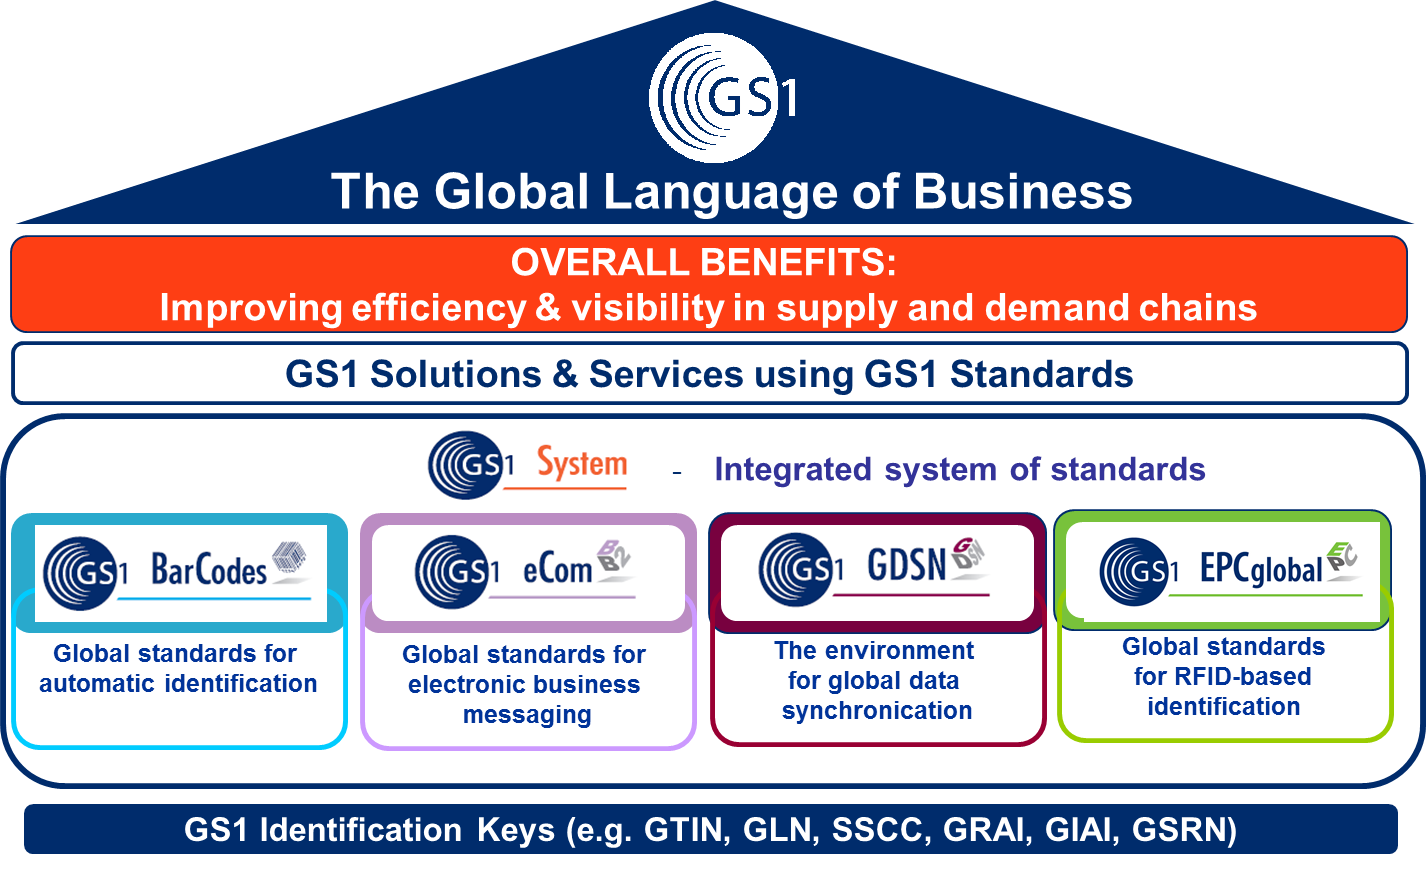 GS1
The Global Language of Business
OVERALL BENEFITS:
Improving efficiency & visibility in supply and demand chains
GS1 Solutions & Services using GS1 Standards
GS1 System - Integrated system of standards
GS1 BarCodes
Global standards for
automatic identification
GS1 eCom B2B
Global standards for
electronic business
messaging
GS1 GDSN GDSN
The environment
for global data
synchronication
GS1 EPCglobal EPC
Global standards
for RFID-based
identification
GS1 Identification Keys (e.g. GTIN, GLN, SSCC, GRAI, GIAI, GSRN)